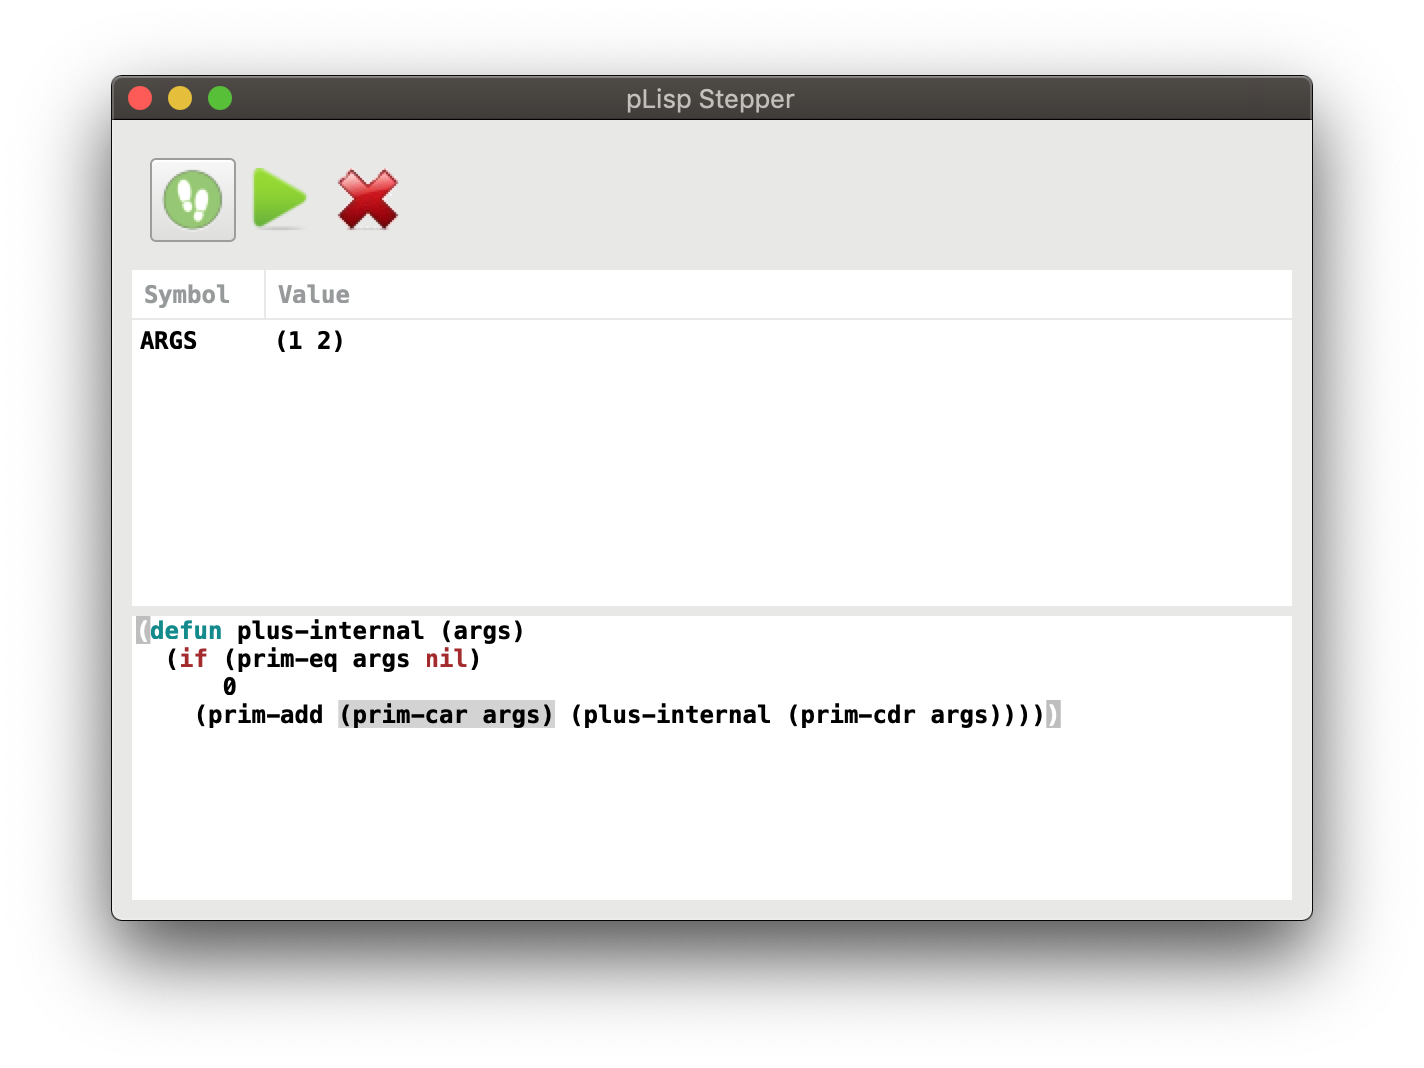 pLisp Stepper
Symbol Value
ARGS (1 2)
(defun plus-internal (args)
  (if (prim-eq args nil)
      0
    (prim-add (prim-car args) (plus-internal (prim-cdr args)))))